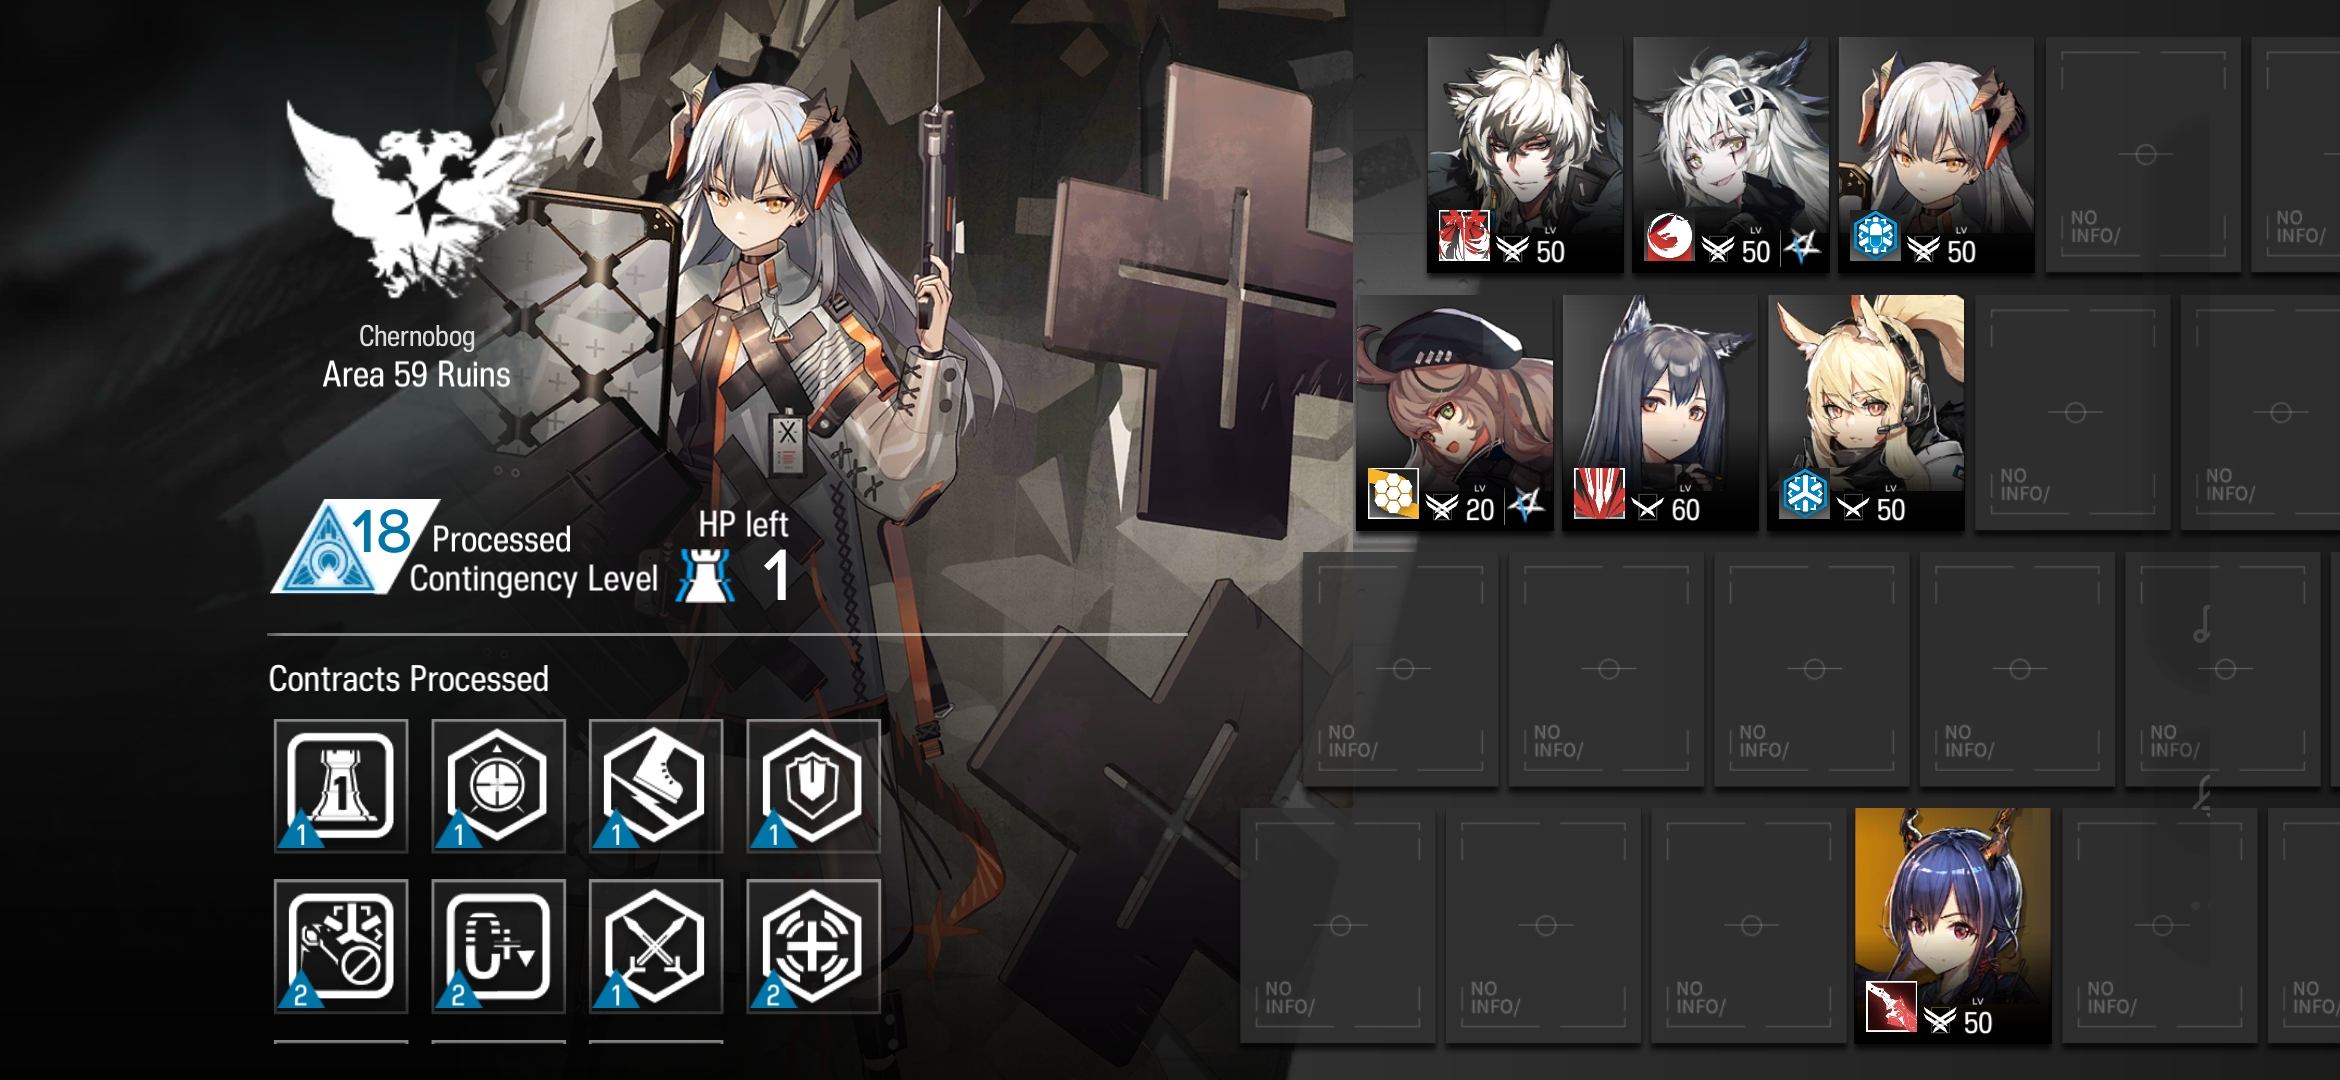 Chernobog
Area 59 Ruins
18
Processed
Contingency Level
HP left
1
Contracts Processed
1
1
1
1
1
2
2
1
2
LV
50
LV
50
LV
50
NO
INFO/
NO
INFO/
LV
20
LV
60
LV
50
NO
INFO/
NO
INFO/
NO
INFO/
NO
INFO/
NO
INFO/
NO
INFO/
NO
INFO/
NO
INFO/
NO
INFO/
NO
INFO/
LV
50
NO
INFO/
NO
INFO/